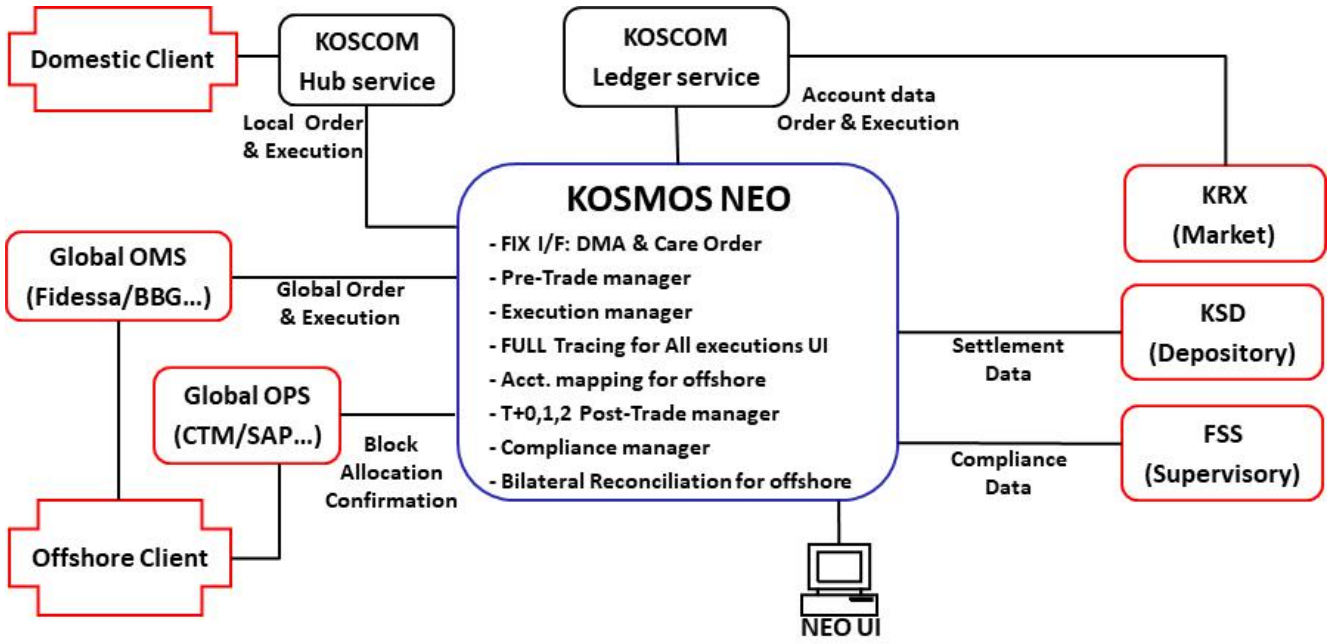 Domestic Client
KOSCOM
Hub service
KOSCOM
Ledger service
Local Order
& Execution
Account data
Order & Execution
KOSMOS NEO
- FIX I/F: DMA & Care Order
- Pre-Trade manager
- Execution manager
- FULL Tracing for All executions UI
- Acct. mapping for offshore
- T+0,1,2 Post-Trade manager
- Compliance manager
- Bilateral Reconciliation for offshore
KRX
(Market)
Global OMS
(Fidessa/BBG...)
Global Order
& Execution
KSD
(Depository)
Settlement
Data
Global OPS
(CTM/SAP...)
Block
Allocation
Confirmation
FSS
(Supervisory)
Compliance
Data
Offshore Client
NEO UI